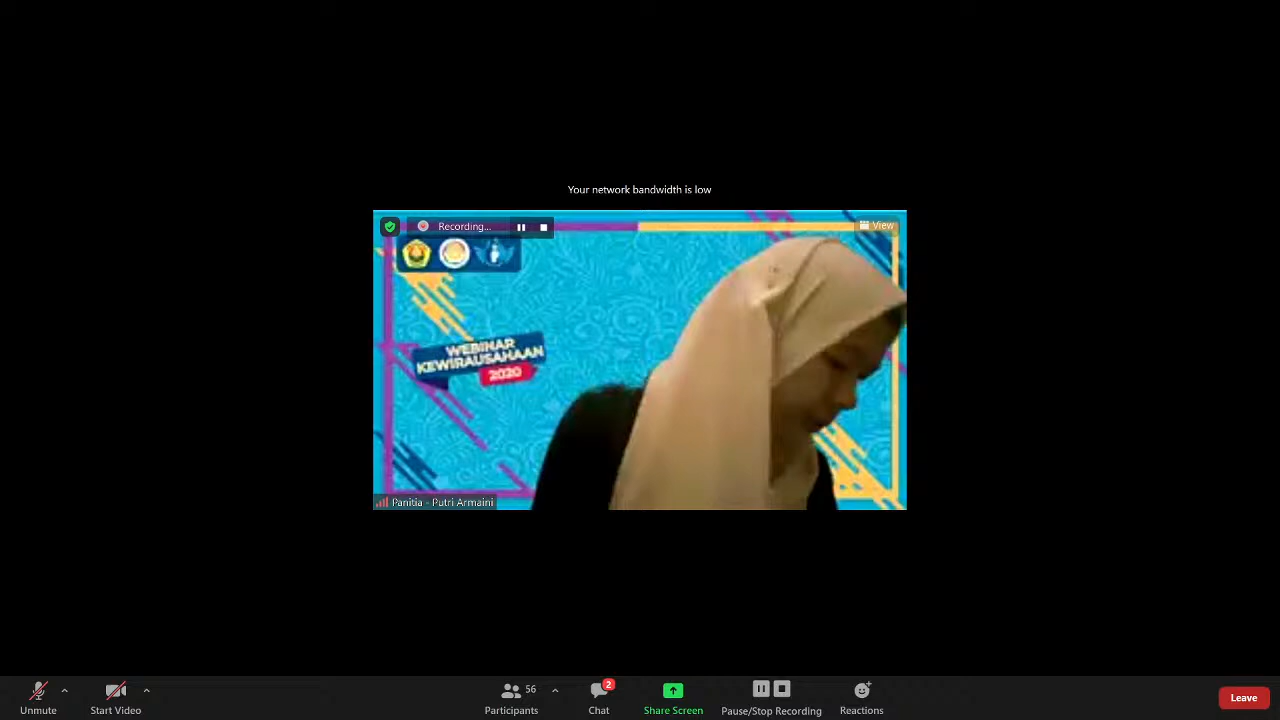 Your network bandwidth is low
Recording...
View
WEBINAR
KEWIRAUSAHAAN
2020
Panitia - Putri Armaini
Unmute
Start Video
56
Participants
2
Chat
Share Screen
Pause/Stop Recording
Reactions
Leave